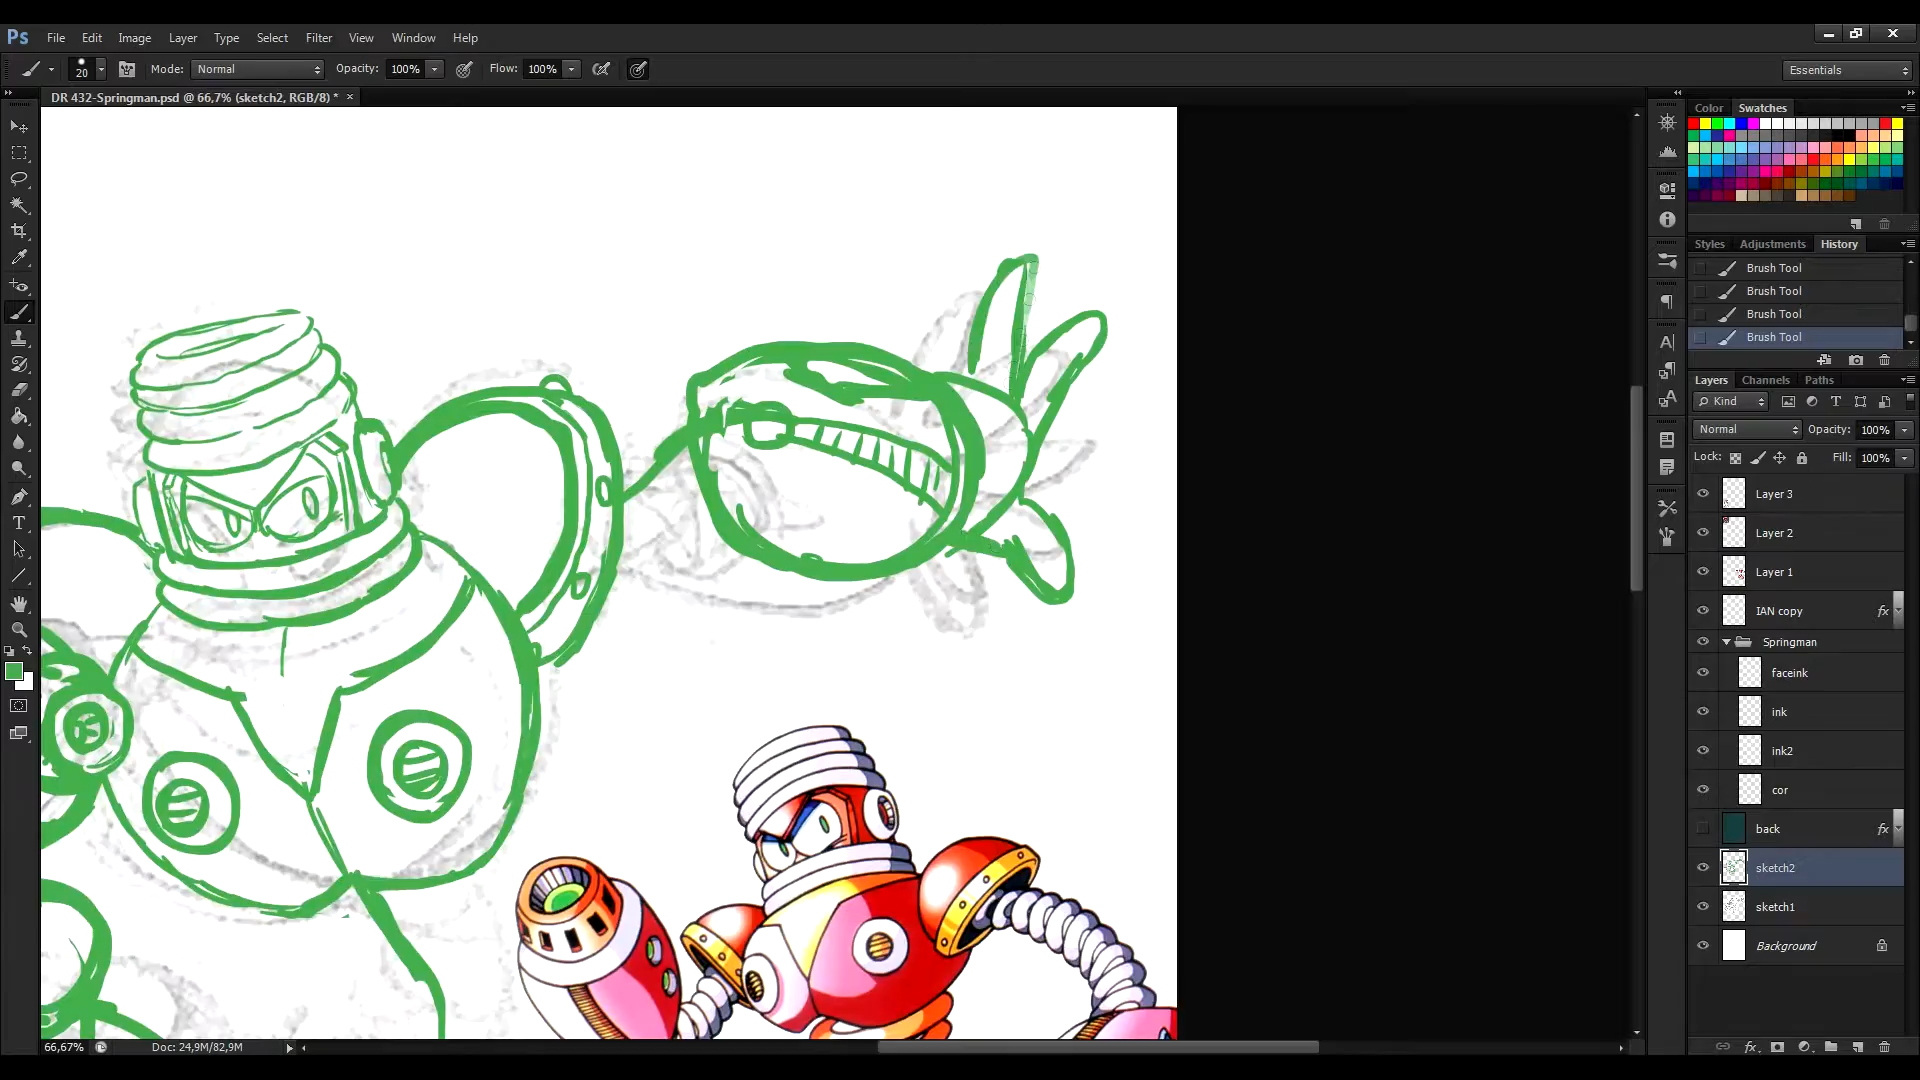 Ps File Edit Image Layer Type Select Filter View Window Help
20 Mode: Normal Opacity: 100% Flow: 100% Essentials
DR 432-Springman.psd @ 66,7% (sketch2, RGB/8) * ×
Color Swatches
Styles Adjustments History
Brush Tool
Brush Tool
Brush Tool
Brush Tool
Layers Channels Paths
Kind
Normal Opacity: 100%
Lock: Fill: 100%
Layer 3
Layer 2
Layer 1
IAN copy fx
Springman
faceink
ink
ink2
cor
back fx
sketch2
sketch1
Background
66,67% Doc: 24,9M/82,9M